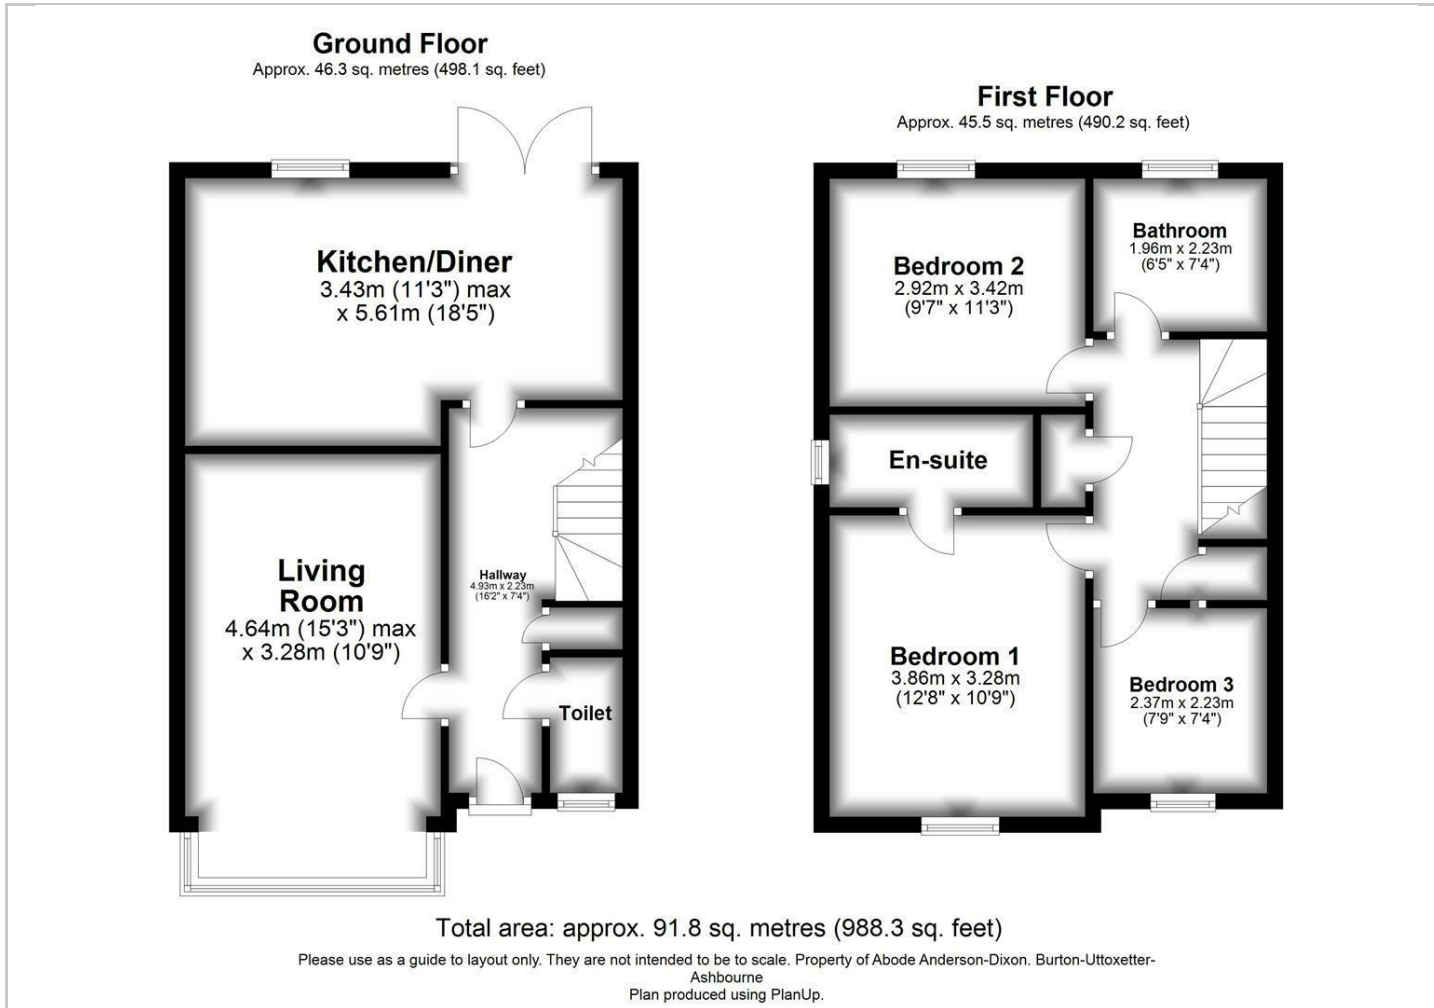 Ground Floor
Approx. 46.3 sq. metres (498.1 sq. feet)
Kitchen/Diner
3.43m (11'3") max
x 5.61m (18'5")
Living
Room
4.64m (15'3") max
x 3.28m (10'9")
Hallway
4.93m x 2.23m
(16'2" x 7'4")
Toilet
First Floor
Approx. 45.5 sq. metres (490.2 sq. feet)
Bedroom 2
2.92m x 3.42m
(9'7" x 11'3")
Bathroom
1.96m x 2.23m
(6'5" x 7'4")
En-suite
Bedroom 1
3.86m x 3.28m
(12'8" x 10'9")
Bedroom 3
2.37m x 2.23m
(7'9" x 7'4")
Total area: approx. 91.8 sq. metres (988.3 sq. feet)
Please use as a guide to layout only. They are not intended to be to scale. Property of Abode Anderson-Dixon. Burton-Uttoxetter-
Ashbourne
Plan produced using PlanUp.